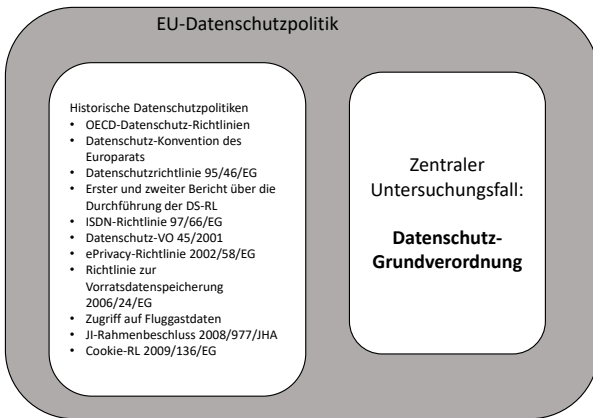 EU-Datenschutzpolitik
Historische Datenschutzpolitiken
• OECD-Datenschutz-Richtlinien
• Datenschutz-Konvention des
Europarats
• Datenschutzrichtlinie 95/46/EG
• Erster und zweiter Bericht über die
Durchführung der DS-RL
• ISDN-Richtlinie 97/66/EG
• Datenschutz-VO 45/2001
• ePrivacy-Richtlinie 2002/58/EG
• Richtlinie zur
Vorratsdatenspeicherung
2006/24/EG
• Zugriff auf Fluggastdaten
• JI-Rahmenbeschluss 2008/977/JHA
• Cookie-RL 2009/136/EG
Zentraler
Untersuchungsfall:
Datenschutz-
Grundverordnung